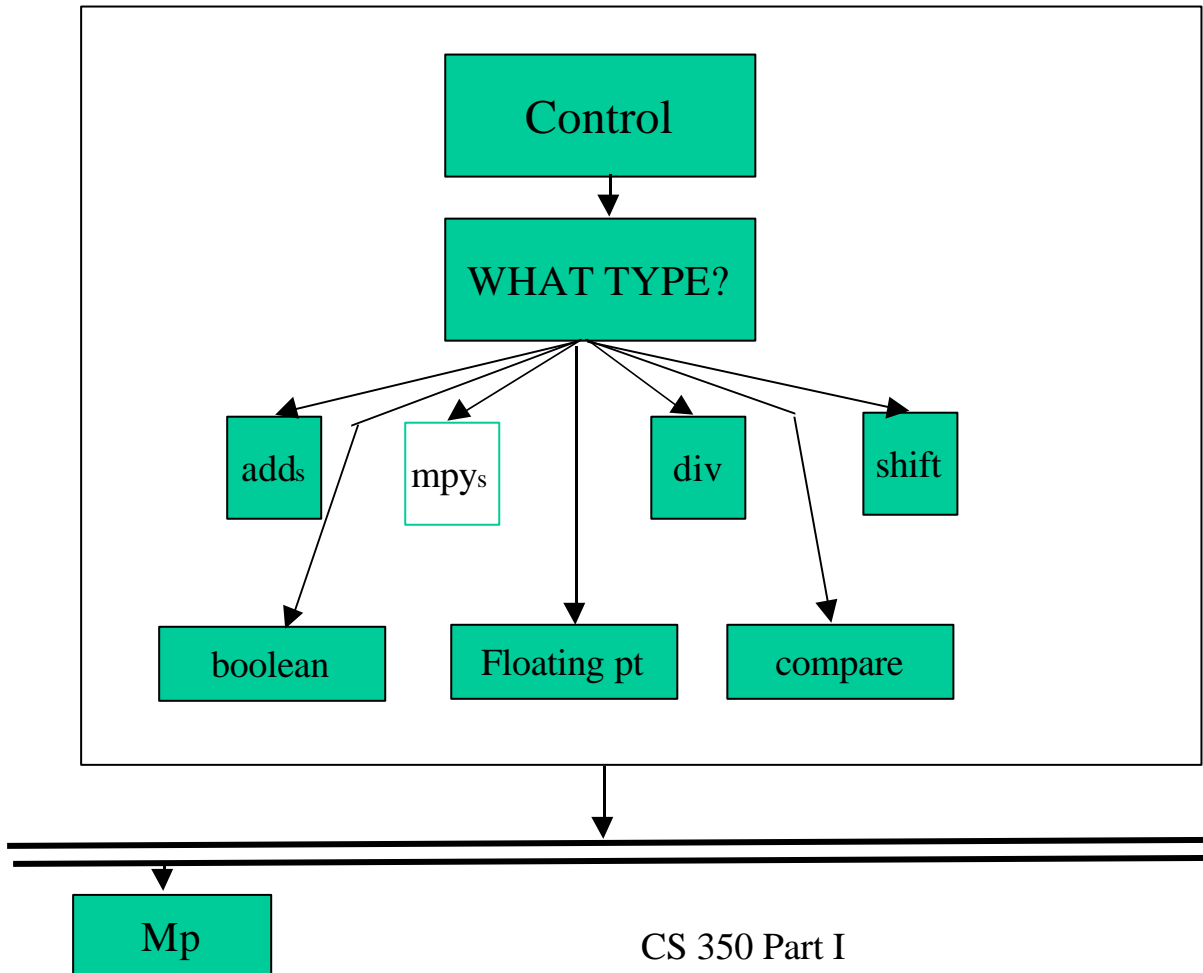 Control
WHAT TYPE?
adds
mpys
div
shift
boolean
Floating pt
compare
Mp
CS 350 Part I